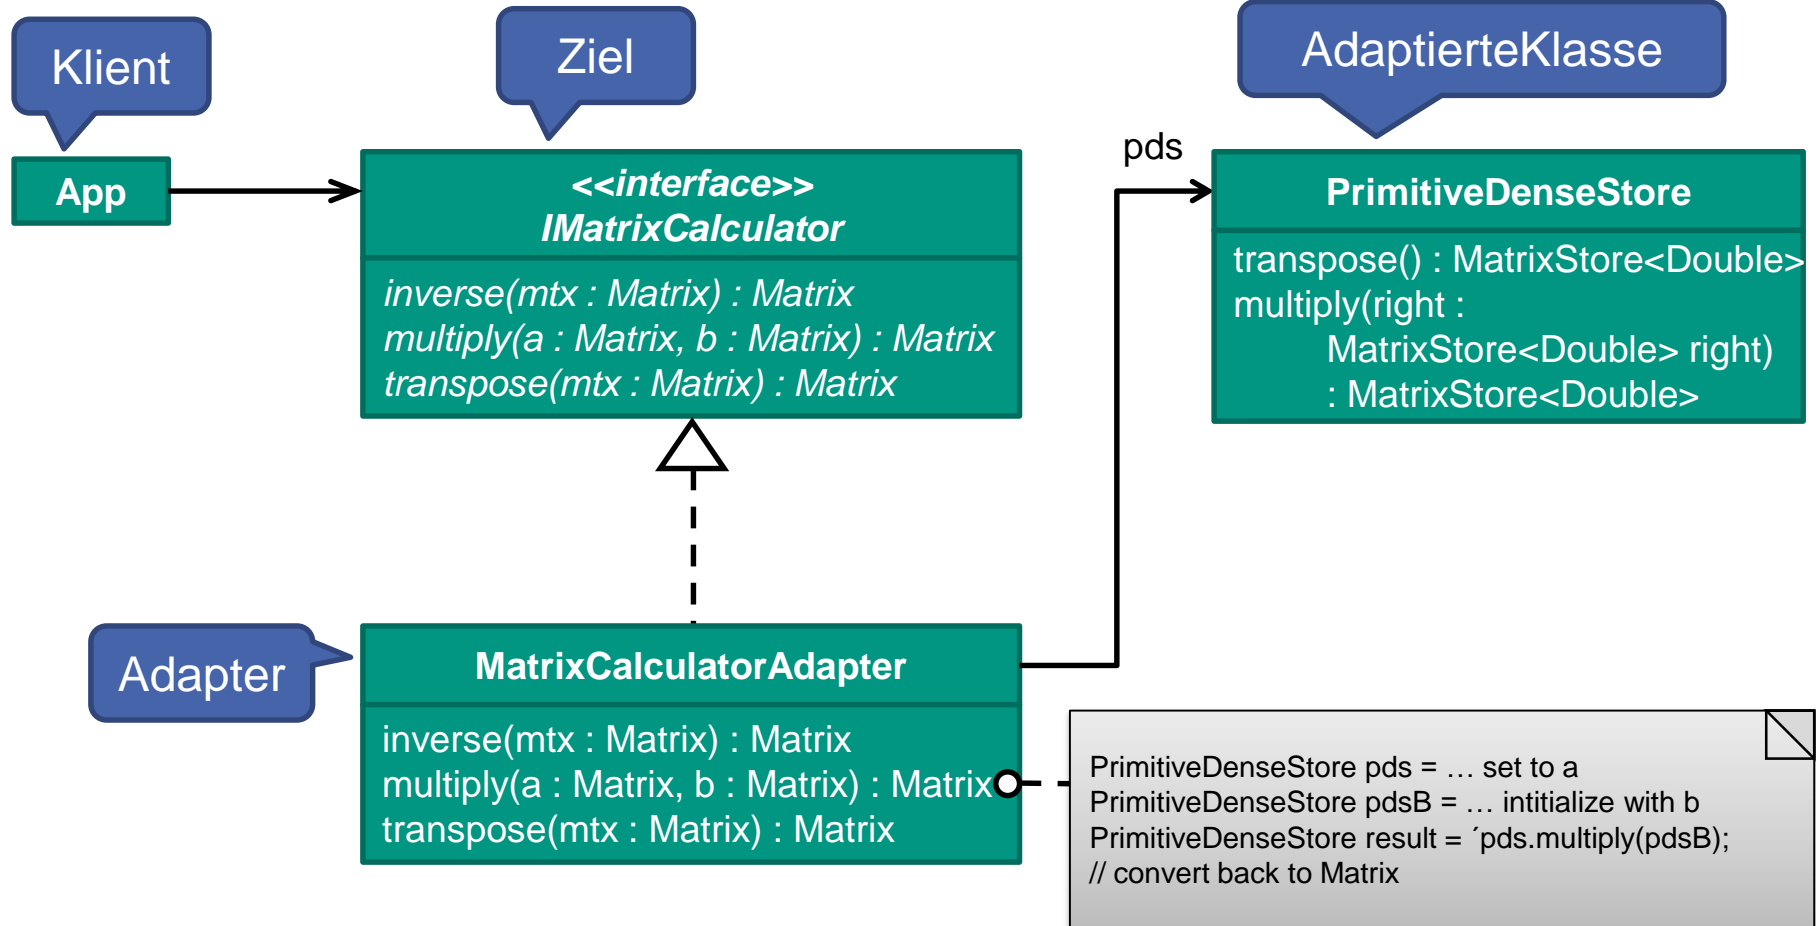 Klient
Ziel
AdaptierteKlasse
App
<<interface>>
IMatrixCalculator
inverse(mtx : Matrix) : Matrix
multiply(a : Matrix, b : Matrix) : Matrix
transpose(mtx : Matrix) : Matrix
pds
PrimitiveDenseStore
transpose() : MatrixStore<Double>
multiply(right :
MatrixStore<Double> right)
: MatrixStore<Double>
Adapter
MatrixCalculatorAdapter
inverse(mtx : Matrix) : Matrix
multiply(a : Matrix, b : Matrix) : Matrix
transpose(mtx : Matrix) : Matrix
PrimitiveDenseStore pds = … set to a
PrimitiveDenseStore pdsB = … intitialize with b
PrimitiveDenseStore result = ´pds.multiply(pdsB);
// convert back to Matrix